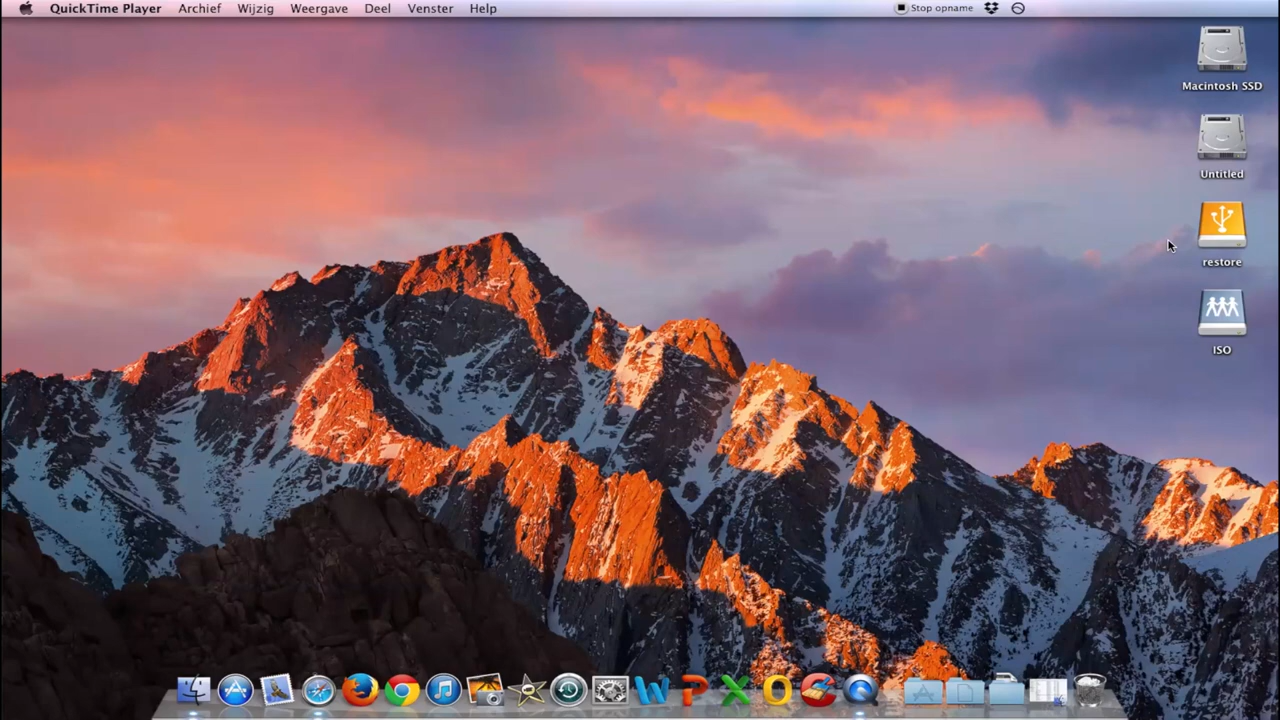 QuickTime Player Archief Wijzig Weergave Deel Venster Help Stop opname
Macintosh SSD
Untitled
restore
ISO